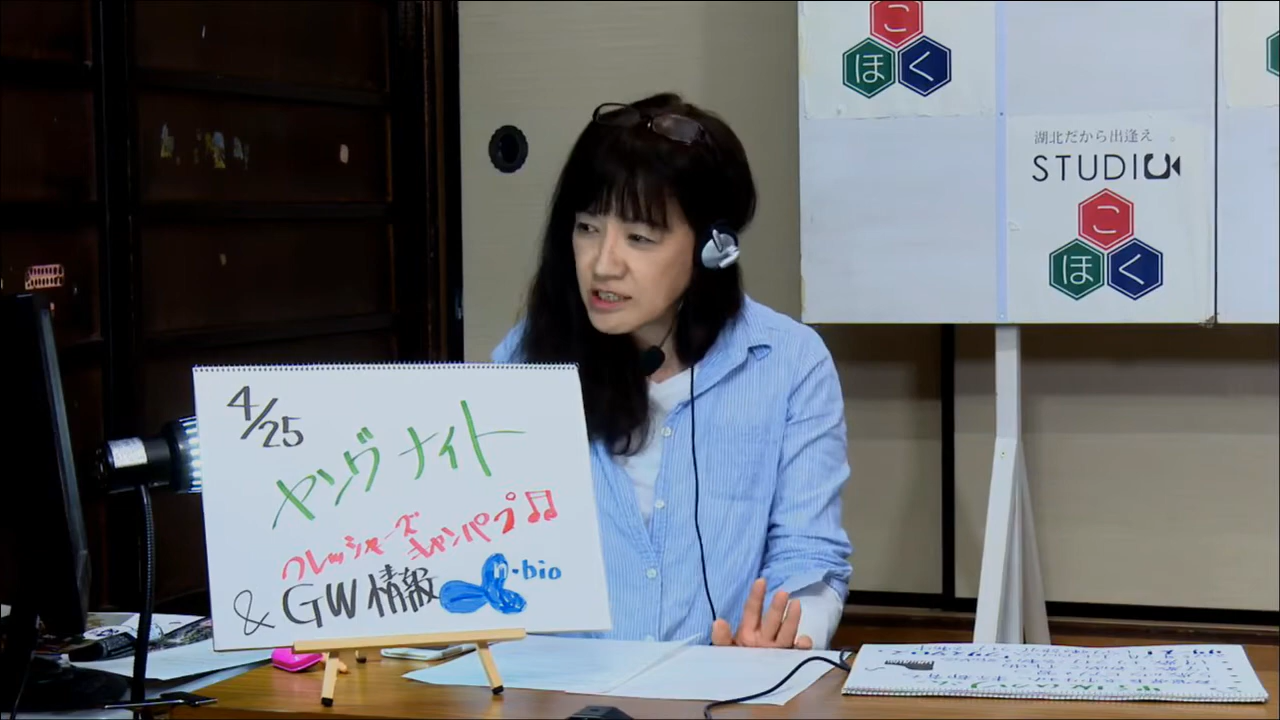 こ
ほく
湖北だから出逢え
STUDIO
こ
ほく
4/25
ヤングナイト
フレッシャーズ
キャンパプ♫
& GW情報
n・bio